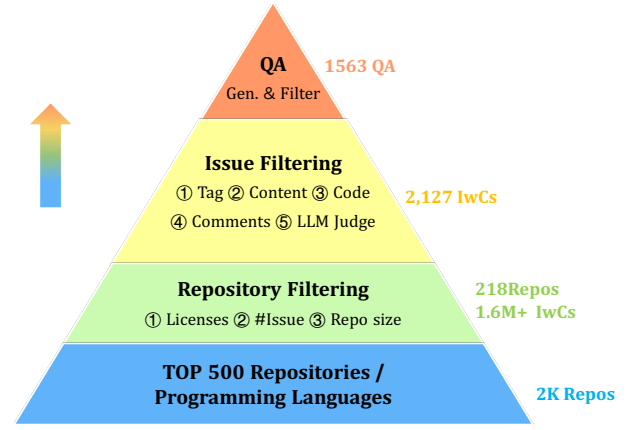 QA
Gen. & Filter
1563 QA
Issue Filtering
① Tag ② Content ③ Code
④ Comments ⑤ LLM Judge
2,127 IwCs
Repository Filtering
① Licenses ② #Issue ③ Repo size
218Repos
1.6M+ IwCs
TOP 500 Repositories /
Programming Languages
2K Repos